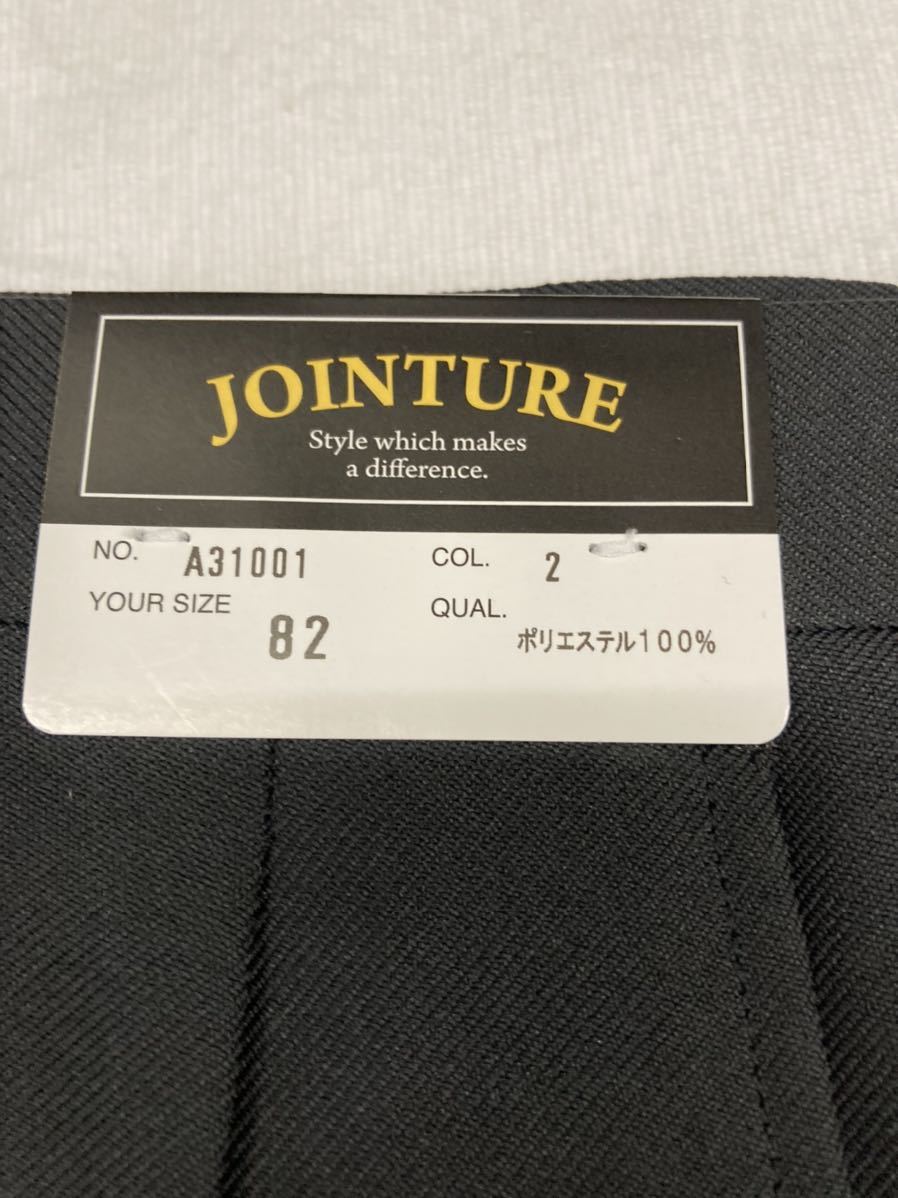 JOINTURE
Style which makes
a difference.
NO. A31001 COL. 2
YOUR SIZE 82 QUAL. ポリエステル100%